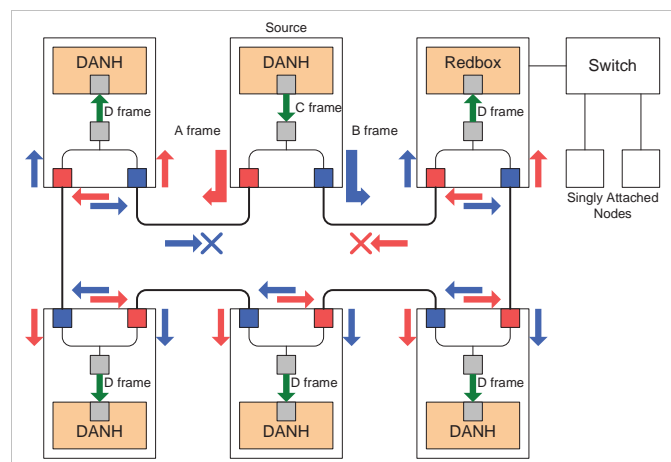 Source
DANH
DANH
Redbox
Switch
D frame
C frame
D frame
A frame
B frame
Singly Attached
Nodes
D frame
D frame
D frame
DANH
DANH
DANH